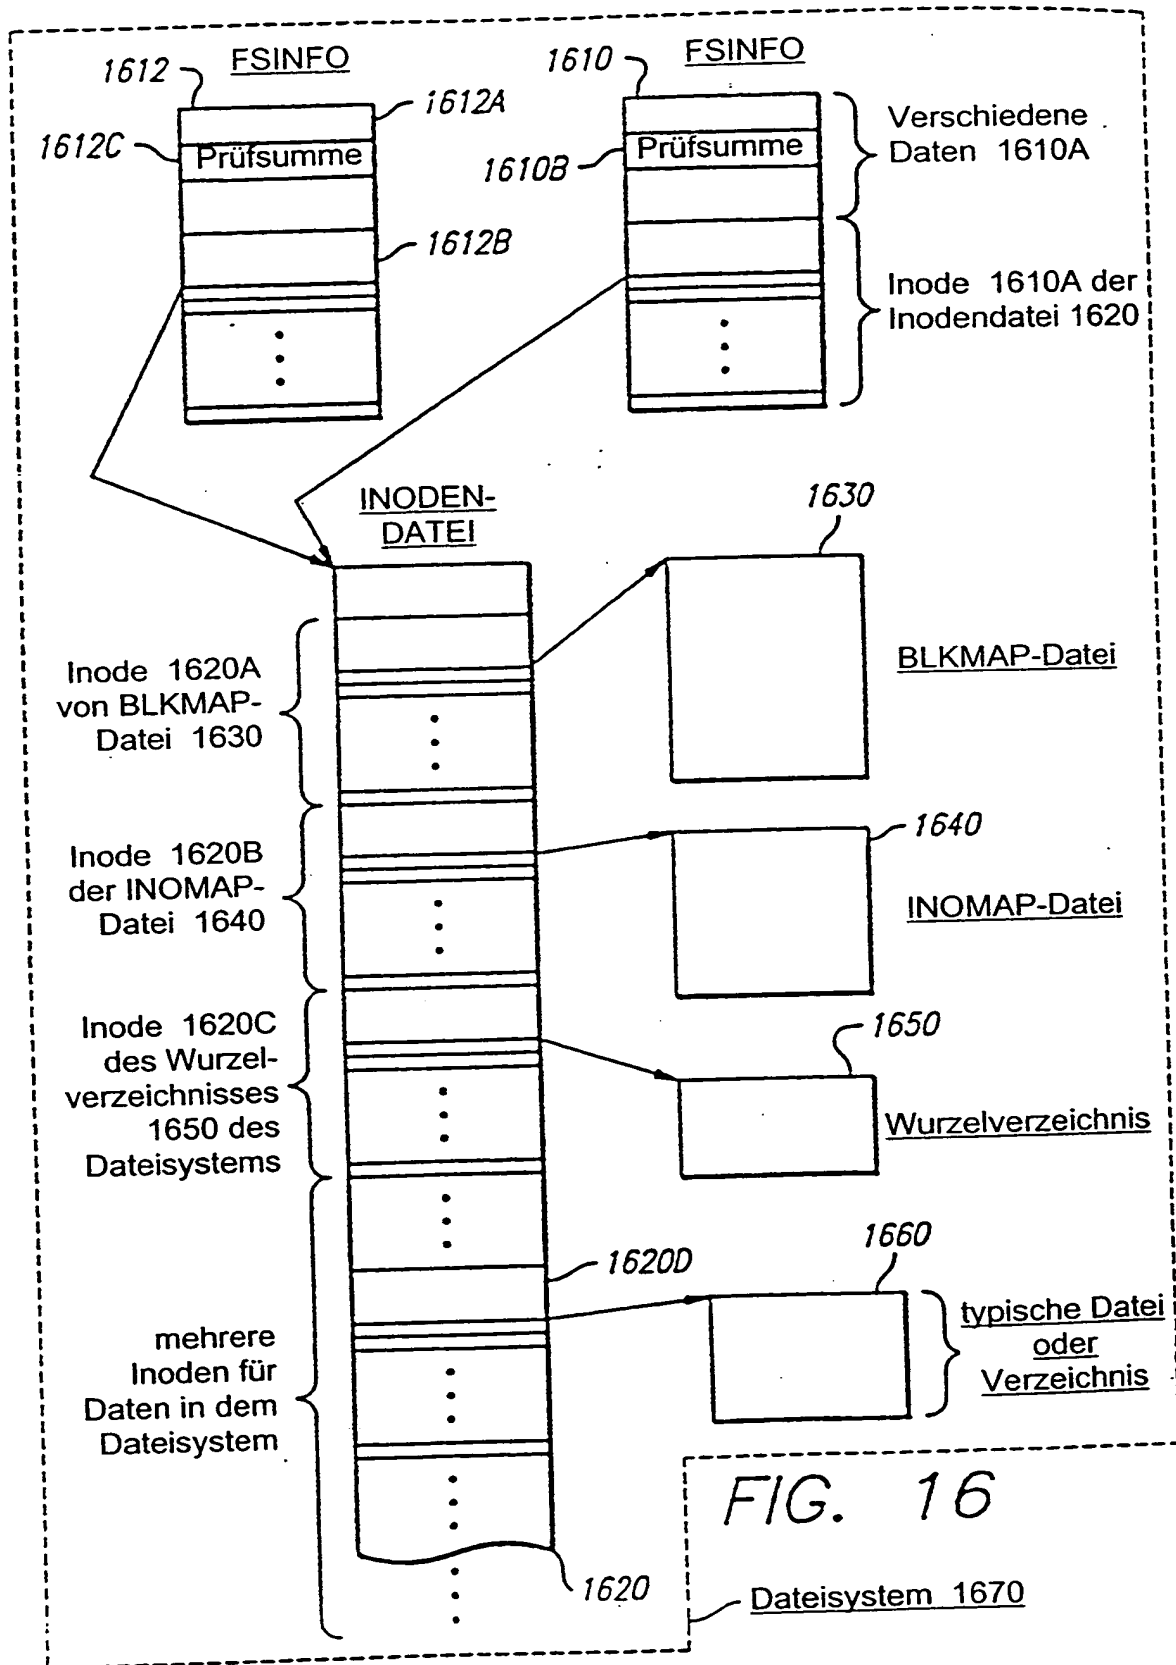 FSINFO
FSINFO
1612
1610
1612A
1612C
Prüfsumme
1610B
Prüfsumme
Verschiedene
Daten 1610A
1612B
Inode 1610A der
Inodendatei 1620
INODEN-
DATEI
1630
Inode 1620A
von BLKMAP-
Datei 1630
BLKMAP-Datei
1640
Inode 1620B
der INOMAP-
Datei 1640
INOMAP-Datei
1650
Inode 1620C
des Wurzel-
verzeichnisses
1650 des
Dateisystems
Wurzelverzeichnis
1660
1620D
typische Datei
oder
Verzeichnis
mehrere
Inoden für
Daten in dem
Dateisystem
FIG. 16
1620
Dateisystem 1670